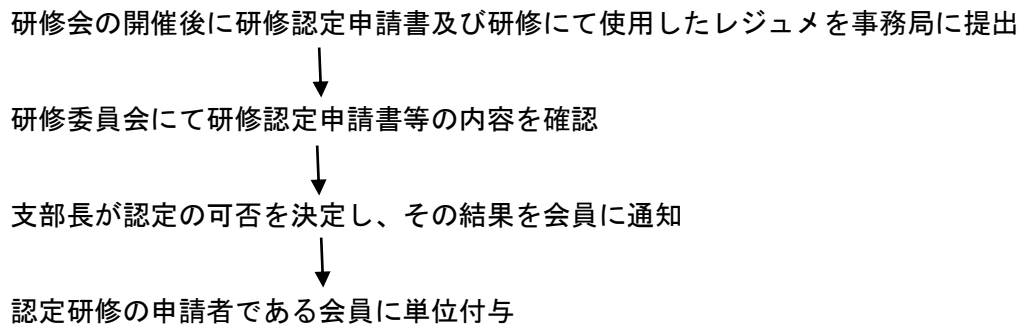 研修会の開催後に研修認定申請書及び研修にて使用したレジュメを事務局に提出
研修委員会にて研修認定申請書等の内容を確認
支部長が認定の可否を決定し、その結果を会員に通知
認定研修の申請者である会員に単位付与